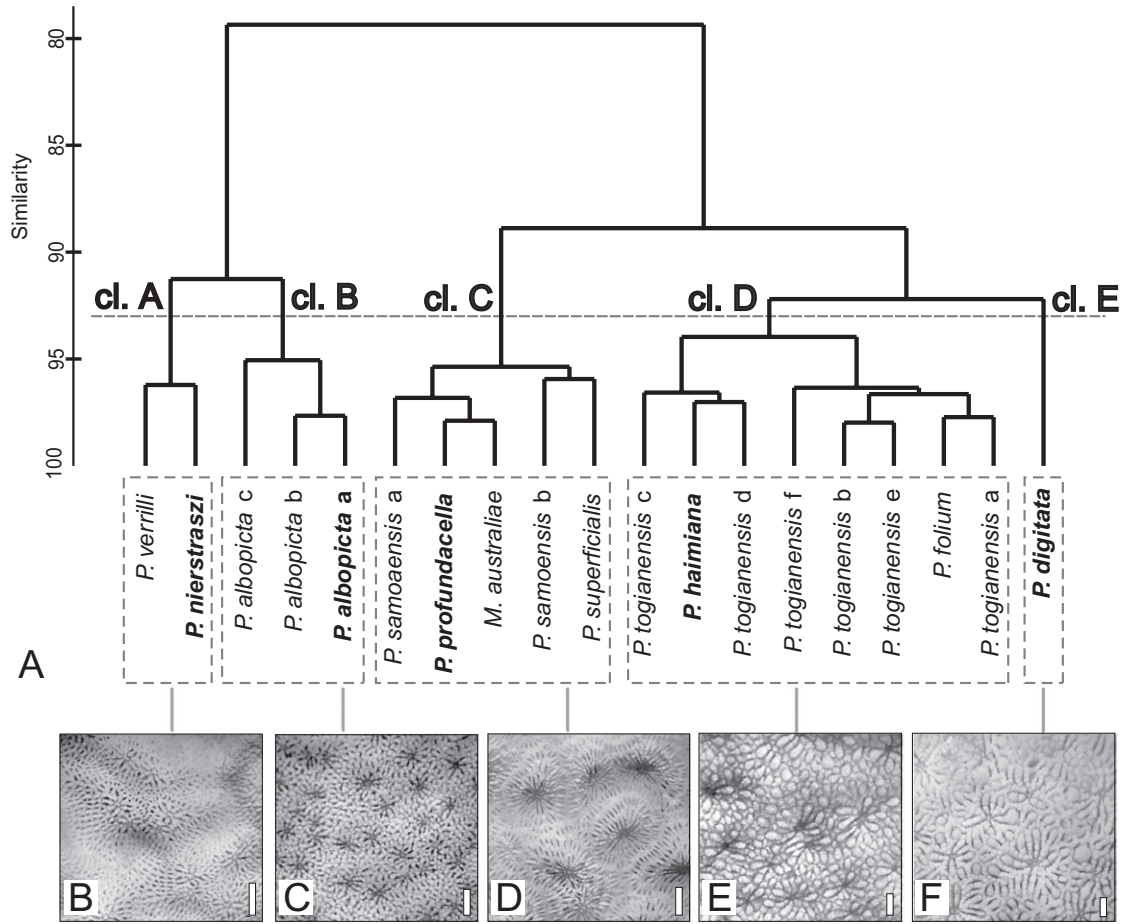 80
85
90
95
100
Similarity
cl. A
cl. B
cl. C
cl. D
cl. E
P. verrilli
P. nierstraszi
P. albopicta c
P. albopicta b
P. albopicta a
P. samoaensis a
P. profundacella
M. australiae
P. samoensis b
P. superficialis
P. togianensis c
P. haimiana
P. togianensis d
P. togianensis f
P. togianensis b
P. togianensis e
P. folium
P. togianensis a
P. digitata
A
B
C
D
E
F